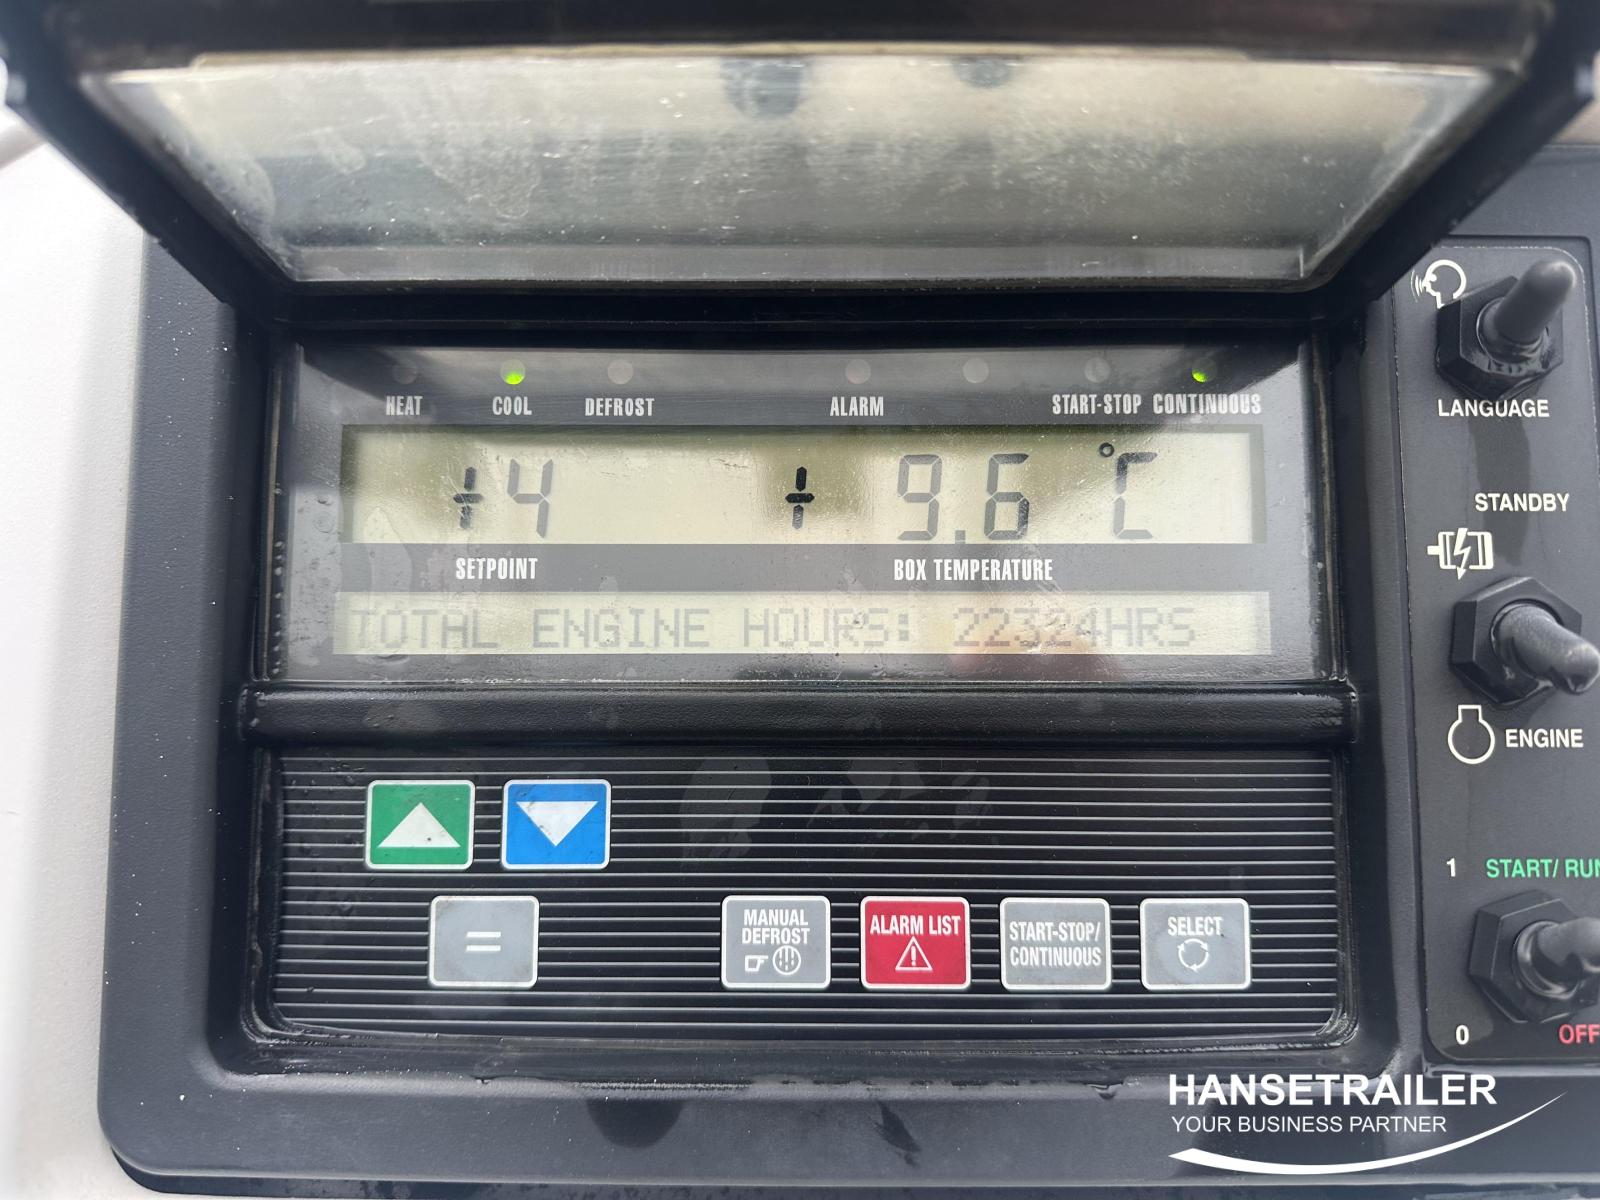 HEAT COOL DEFROST ALARM START-STOP CONTINUOUS
+4 + 9.6 °C
SETPOINT BOX TEMPERATURE
TOTAL ENGINE HOURS: 22324HRS
=
MANUAL
DEFROST
ALARM LIST
START-STOP/
CONTINUOUS
SELECT
LANGUAGE
STANDBY
ENGINE
1 START/RUN
0 OFF
HANSETRAILER
YOUR BUSINESS PARTNER